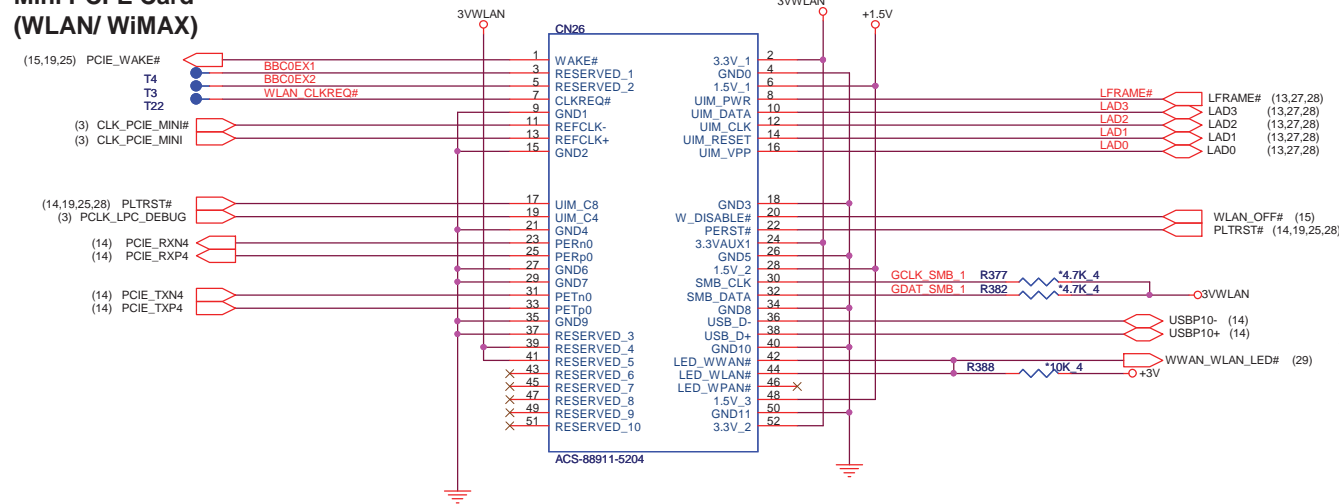 Mini PCI-E Card
(WLAN/ WiMAX)
3VWLAN
3VWLAN
+1.5V
CN26
(15,19,25) PCIE_WAKE# 1 WAKE#
T4 BBC0EX1 3 RESERVED_1
T3 BBC0EX2 5 RESERVED_2
T22 WLAN_CLKREQ# 7 CLKREQ#
9 GND1
(3) CLK_PCIE_MINI# 11 REFCLK-
(3) CLK_PCIE_MINI 13 REFCLK+
15 GND2
(14,19,25,28) PLTRST# 17 UIM_C8
(3) PCLK_LPC_DEBUG 19 UIM_C4
21 GND4
(14) PCIE_RXN4 23 PERn0
(14) PCIE_RXP4 25 PERp0
27 GND6
29 GND7
(14) PCIE_TXN4 31 PETn0
(14) PCIE_TXP4 33 PETp0
35 GND9
37 RESERVED_3
39 RESERVED_4
41 RESERVED_5
43 RESERVED_6
45 RESERVED_7
47 RESERVED_8
49 RESERVED_9
51 RESERVED_10
3.3V_1 2
GND0 4
1.5V_1 6
UIM_PWR 8 LFRAME# LFRAME# (13,27,28)
UIM_DATA 10 LAD3 LAD3 (13,27,28)
UIM_CLK 12 LAD2 LAD2 (13,27,28)
UIM_RESET 14 LAD1 LAD1 (13,27,28)
UIM_VPP 16 LAD0 LAD0 (13,27,28)
GND3 18
W_DISABLE# 20 WLAN_OFF# (15)
PERST# 22 PLTRST# (14,19,25,28)
3.3VAUX1 24
GND5 26
1.5V_2 28
SMB_CLK 30 GCLK_SMB_1 R377 *4.7K_4
SMB_DATA 32 GDAT_SMB_1 R382 *4.7K_4 3VWLAN
GND8 34
USB_D- 36 USBP10- (14)
USB_D+ 38 USBP10+ (14)
GND10 40
LED_WWAN# 42 WWAN_WLAN_LED# (29)
LED_WLAN# 44 R388 *10K_4 +3V
LED_WPAN# 46
1.5V_3 48
GND11 50
3.3V_2 52
ACS-88911-5204